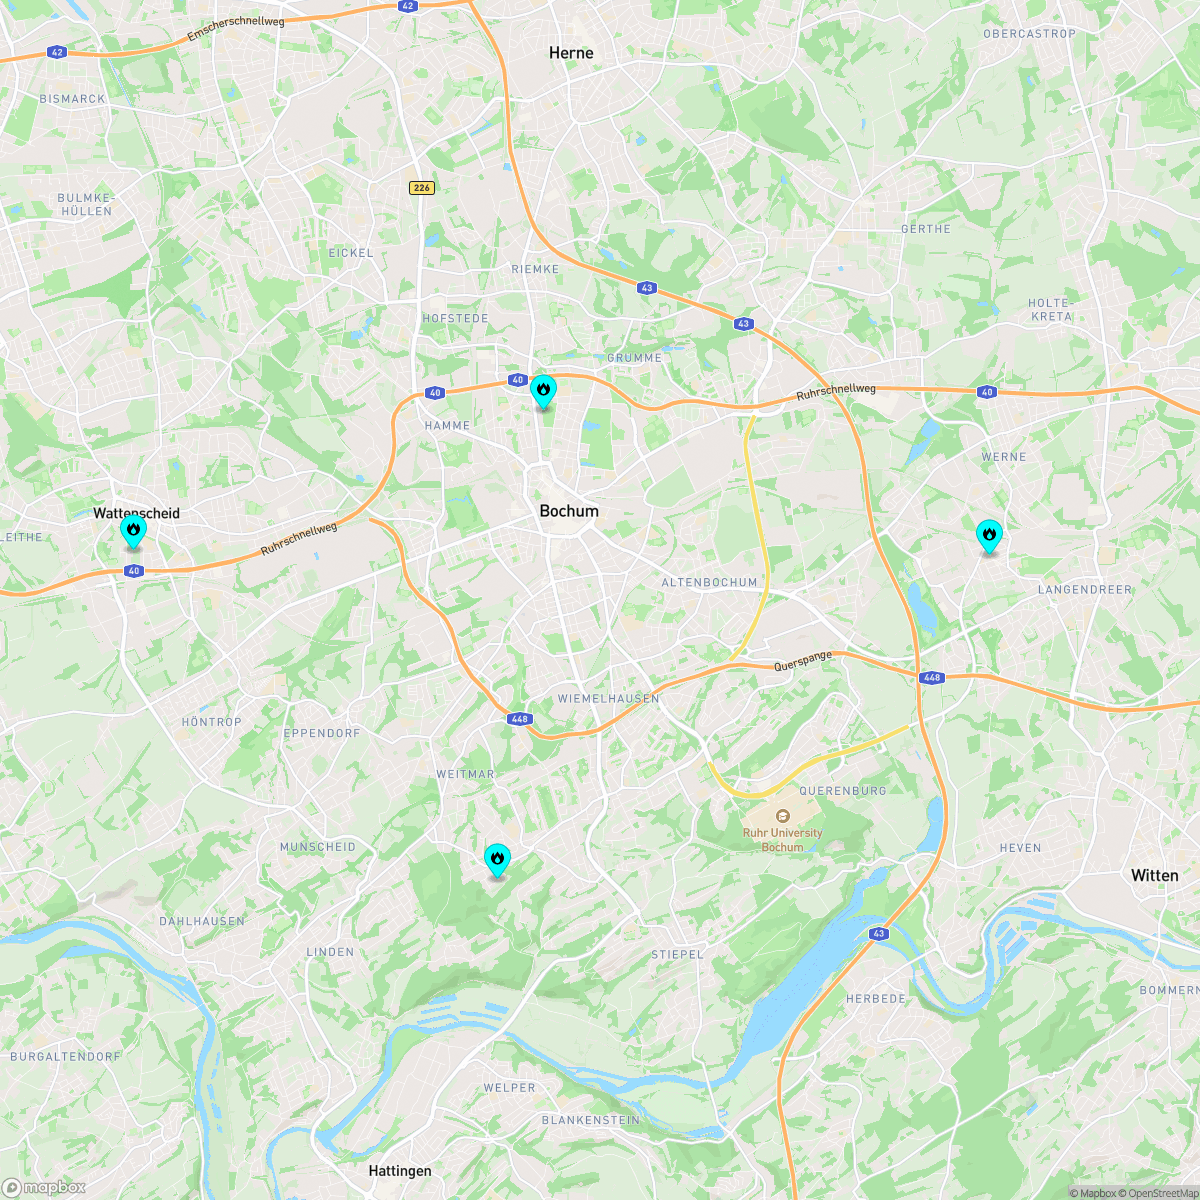 42
Emscherschnellweg
42
Herne
OBERCASTROP
BISMARCK
226
BULMKE-
HÜLLEN
GERTHE
EICKEL
RIEMKE
43
HOLTE-
KRETA
HOFSTEDE
43
GRUMME
40
40
Ruhrschnellweg
40
HAMME
WERNE
Wattenscheid
Bochum
LEITHE
Ruhrschnellweg
40
ALTENBOCHUM
LANGENDREER
Querspange
448
WIEMELHAUSEN
HÖNTROP
448
EPPENDORF
WEITMAR
QUERENBURG
Ruhr University
Bochum
MUNSCHEID
HEVEN
Witten
DAHLHAUSEN
43
LINDEN
STIEPEL
BOMMERN
HERBEDE
BURGALTENDORF
WELPER
BLANKENSTEIN
Hattingen
mapbox
© Mapbox © OpenStreetMap